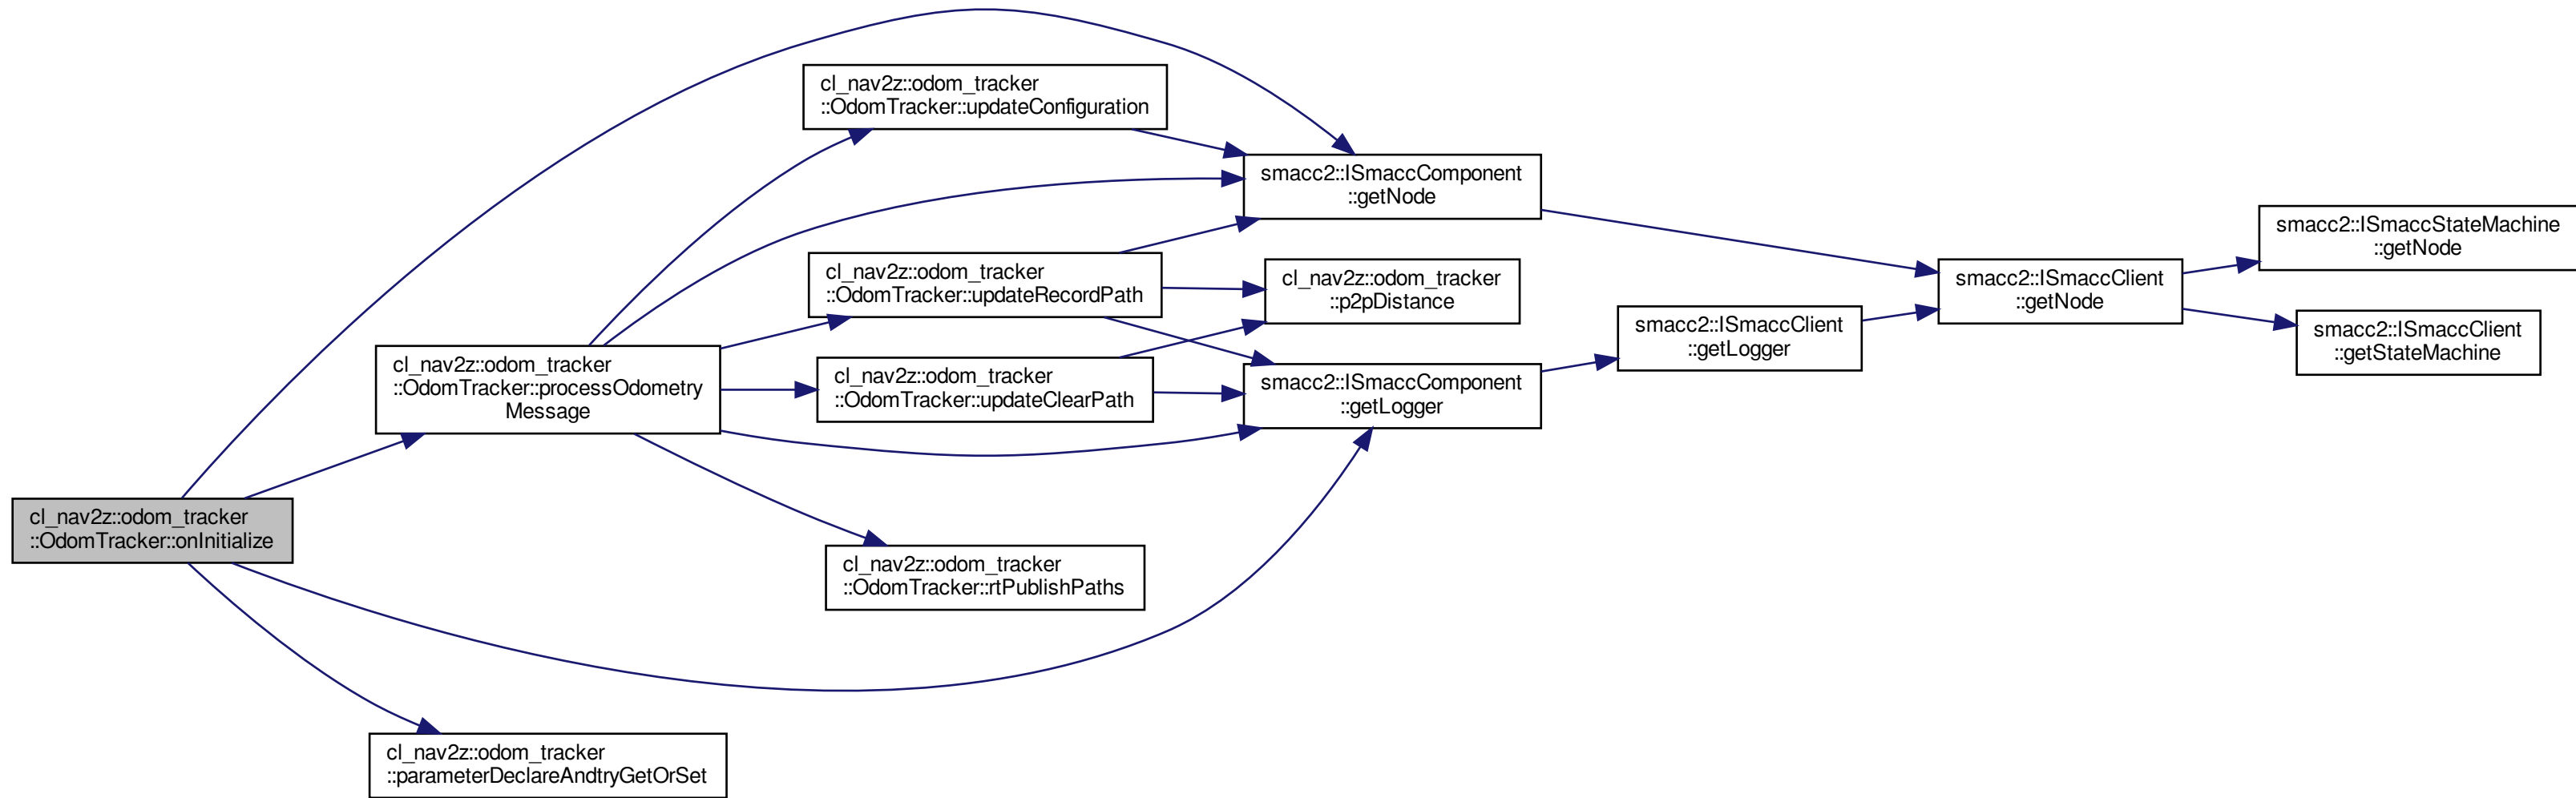 cl_nav2z::odom_tracker
::OdomTracker::updateConfiguration
smacc2::ISmaccComponent
::getNode
smacc2::ISmaccStateMachine
::getNode
cl_nav2z::odom_tracker
::OdomTracker::updateRecordPath
cl_nav2z::odom_tracker
::p2pDistance
smacc2::ISmaccClient
::getNode
smacc2::ISmaccClient
::getLogger
smacc2::ISmaccClient
::getStateMachine
cl_nav2z::odom_tracker
::OdomTracker::processOdometry
Message
cl_nav2z::odom_tracker
::OdomTracker::updateClearPath
smacc2::ISmaccComponent
::getLogger
cl_nav2z::odom_tracker
::OdomTracker::onInitialize
cl_nav2z::odom_tracker
::OdomTracker::rtPublishPaths
cl_nav2z::odom_tracker
::parameterDeclareAndtryGetOrSet